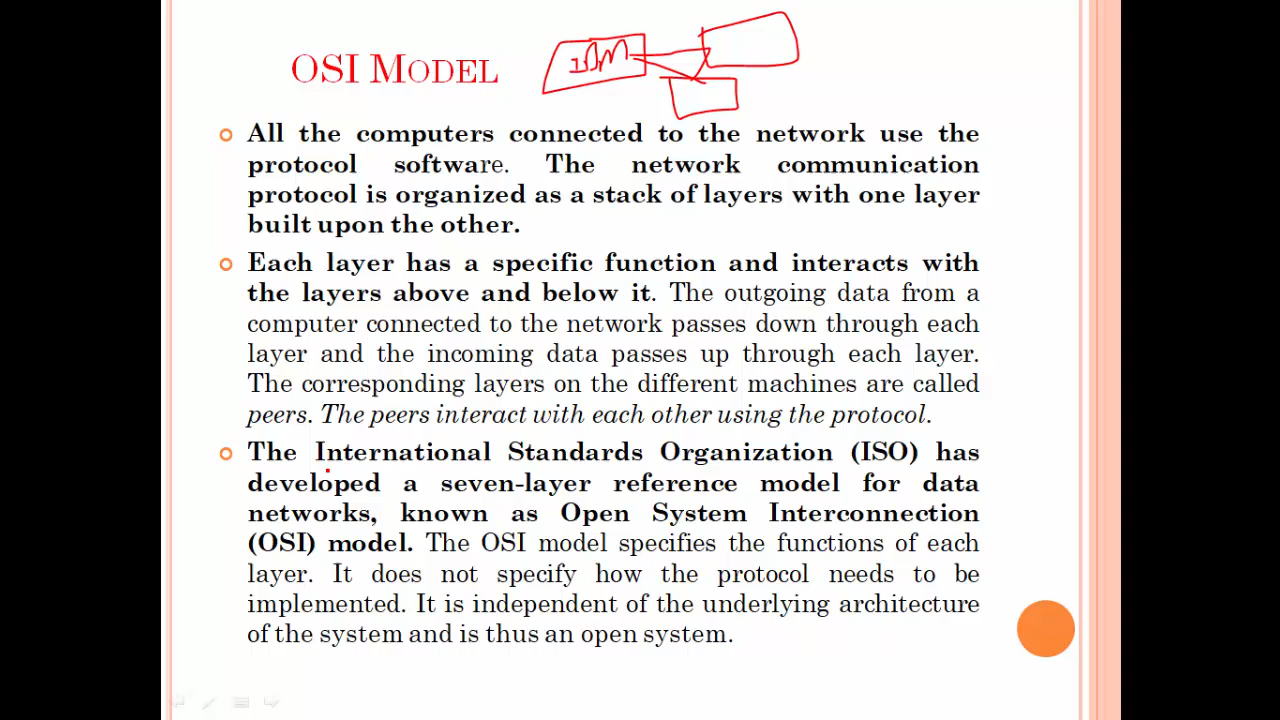 OSI MODEL
IBM
All the computers connected to the network use the
protocol software. The network communication
protocol is organized as a stack of layers with one layer
built upon the other.
Each layer has a specific function and interacts with
the layers above and below it. The outgoing data from a
computer connected to the network passes down through each
layer and the incoming data passes up through each layer.
The corresponding layers on the different machines are called
peers. The peers interact with each other using the protocol.
The International Standards Organization (ISO) has
developed a seven-layer reference model for data
networks, known as Open System Interconnection
(OSI) model. The OSI model specifies the functions of each
layer. It does not specify how the protocol needs to be
implemented. It is independent of the underlying architecture
of the system and is thus an open system.